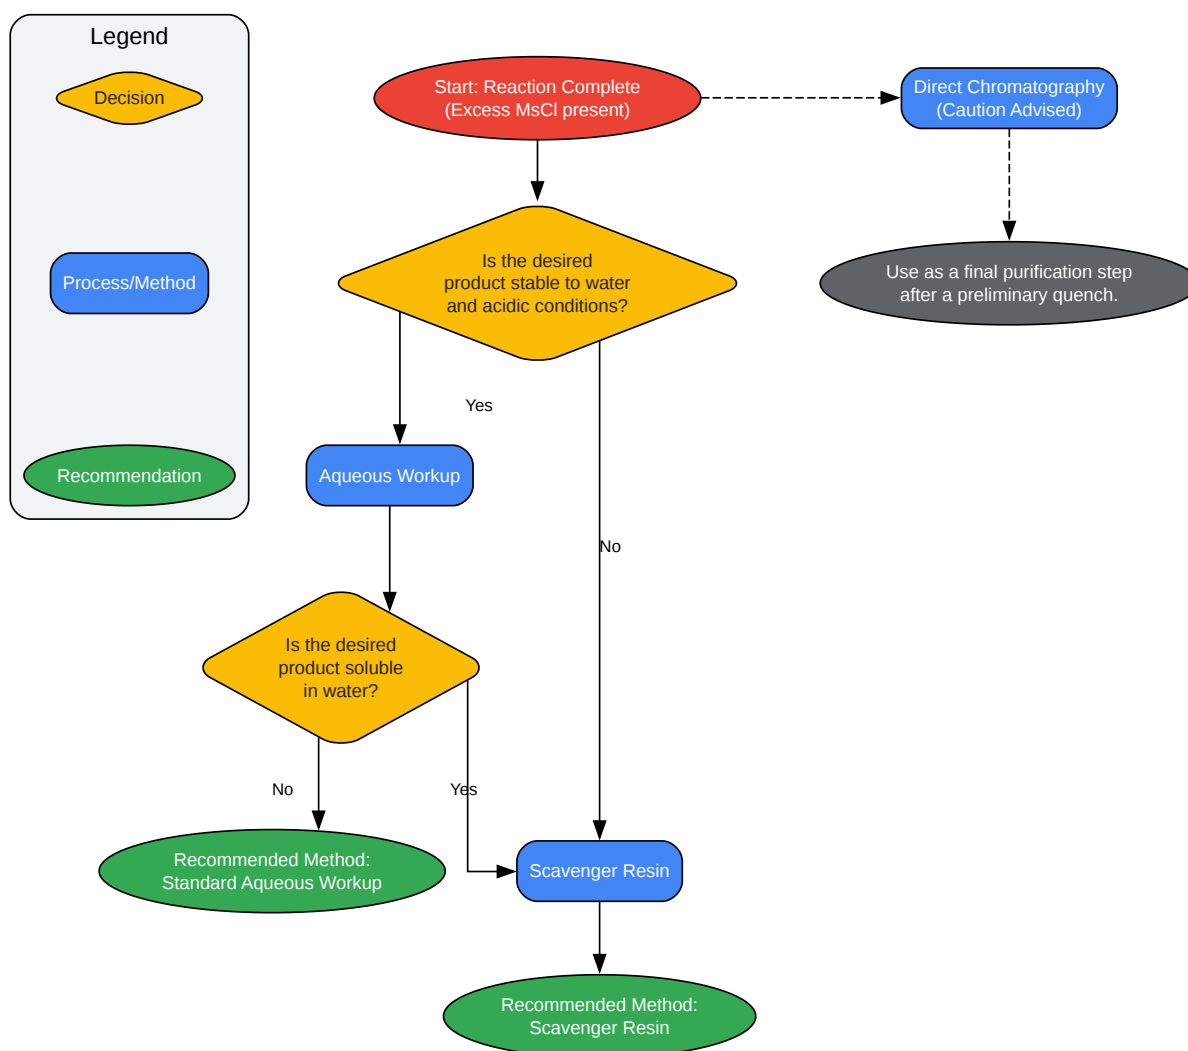 Legend
Decision
Process/Method
Recommendation
Start: Reaction Complete
(Excess MsCl present)
Direct Chromatography
(Caution Advised)
Is the desired
product stable to water
and acidic conditions?
Use as a final purification step
after a preliminary quench.
Yes
Aqueous Workup
No
Is the desired
product soluble
in water?
No
Yes
Recommended Method:
Standard Aqueous Workup
Scavenger Resin
Recommended Method:
Scavenger Resin